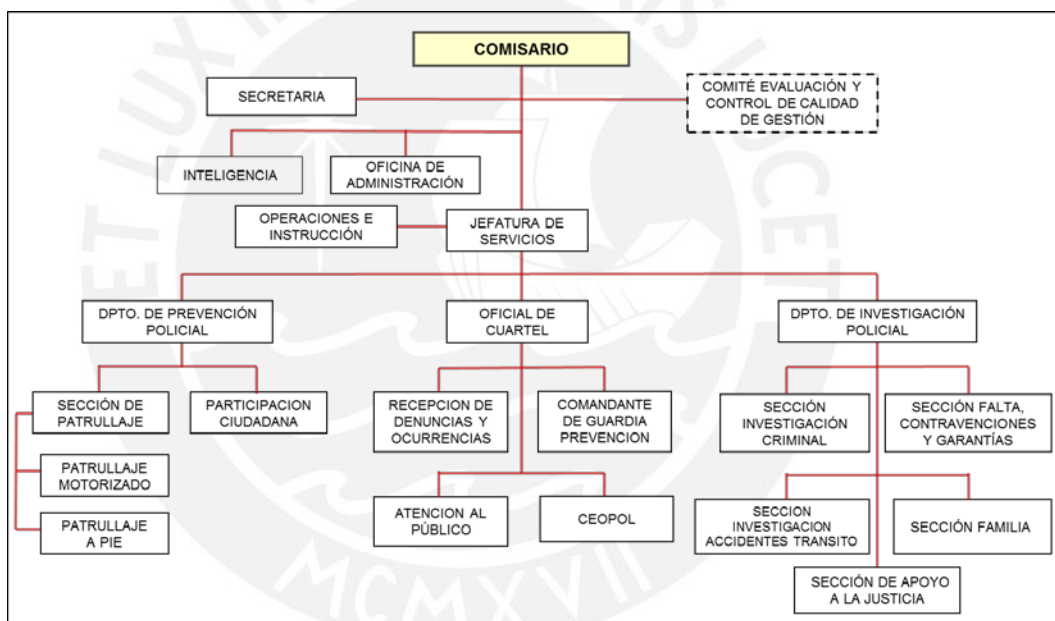 COMISARIO
SECRETARIA
COMITÉ EVALUACIÓN Y
CONTROL DE CALIDAD
DE GESTIÓN
INTELIGENCIA
OFICINA DE
ADMINISTRACIÓN
OPERACIONES E
INSTRUCCIÓN
JEFATURA DE
SERVICIOS
DPTO. DE PREVENCIÓN
POLICIAL
OFICIAL DE
CUARTEL
DPTO. DE INVESTIGACIÓN
POLICIAL
SECCIÓN DE
PATRULLAJE
PARTICIPACION
CIUDADANA
RECEPCION DE
DENUNCIAS Y
OCURRENCIAS
COMANDANTE
DE GUARDIA
PREVENCION
SECCIÓN
INVESTIGACIÓN
CRIMINAL
SECCIÓN FALTA,
CONTRAVENCIONES
Y GARANTÍAS
PATRULLAJE
MOTORIZADO
PATRULLAJE
A PIE
ATENCION AL
PÚBLICO
CEOPOL
SECCION
INVESTIGACION
ACCIDENTES TRANSITO
SECCIÓN FAMILIA
SECCIÓN DE APOYO
A LA JUSTICIA
MCMXVII